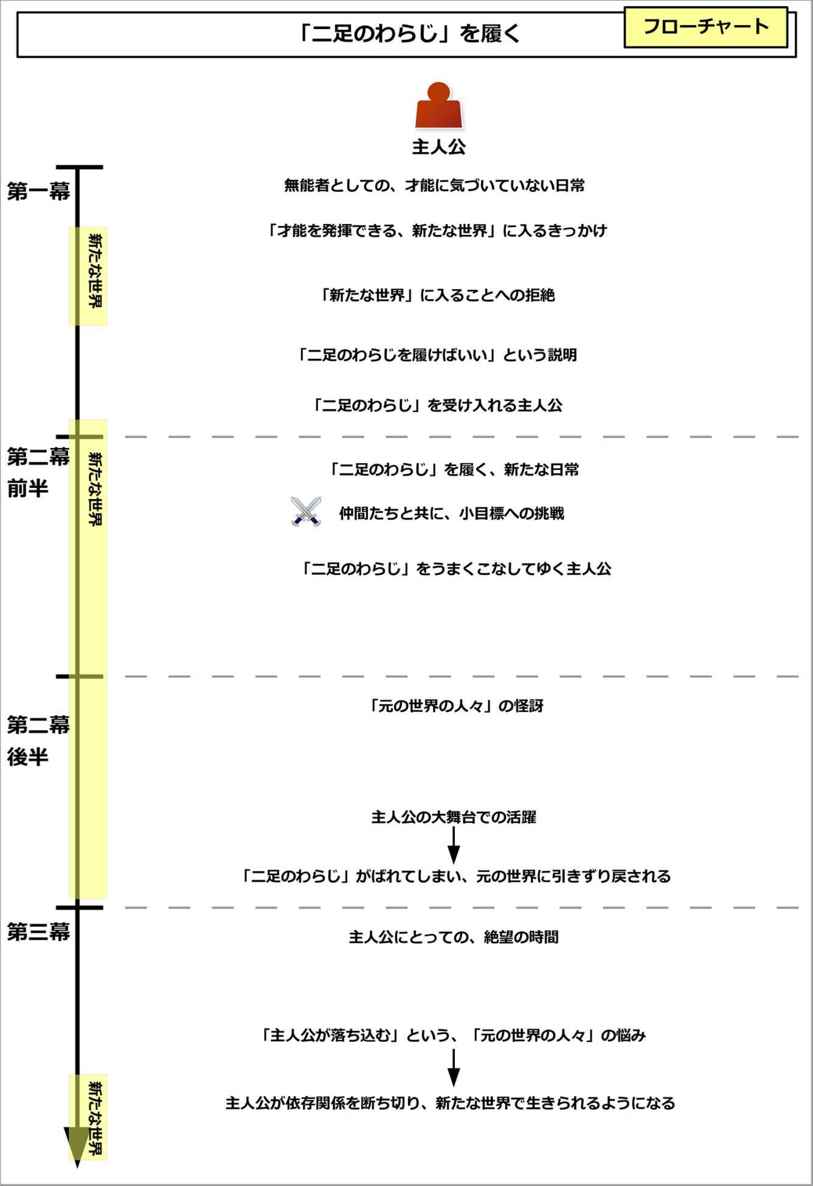 「二足のわらじ」を履く
フローチャート
主人公
第一幕
無能者としての、才能に気づいていない日常
「才能を発揮できる、新たな世界」に入るきっかけ
新たな世界
「新たな世界」に入ることへの拒絶
「二足のわらじを履けばいい」という説明
「二足のわらじ」を受け入れる主人公
第二幕
前半
新たな世界
「二足のわらじ」を履く、新たな日常
仲間たちと共に、小目標への挑戦
「二足のわらじ」をうまくこなしてゆく主人公
第二幕
後半
「元の世界の人々」の怪訝
主人公の大舞台での活躍
「二足のわらじ」がばれてしまい、元の世界に引きずり戻される
第三幕
主人公にとっての、絶望の時間
「主人公が落ち込む」という、「元の世界の人々」の悩み
新たな世界
主人公が依存関係を断ち切り、新たな世界で生きられるようになる